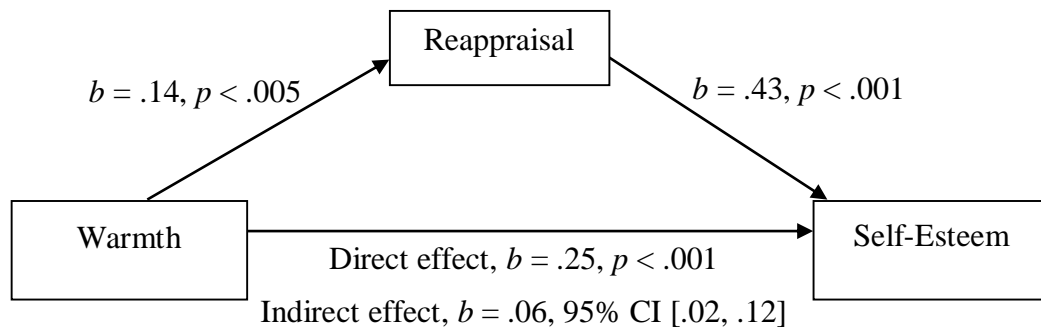 Reappraisal
b = .14, p < .005
b = .43, p < .001
Warmth
Self-Esteem
Direct effect, b = .25, p < .001
Indirect effect, b = .06, 95% CI [.02, .12]